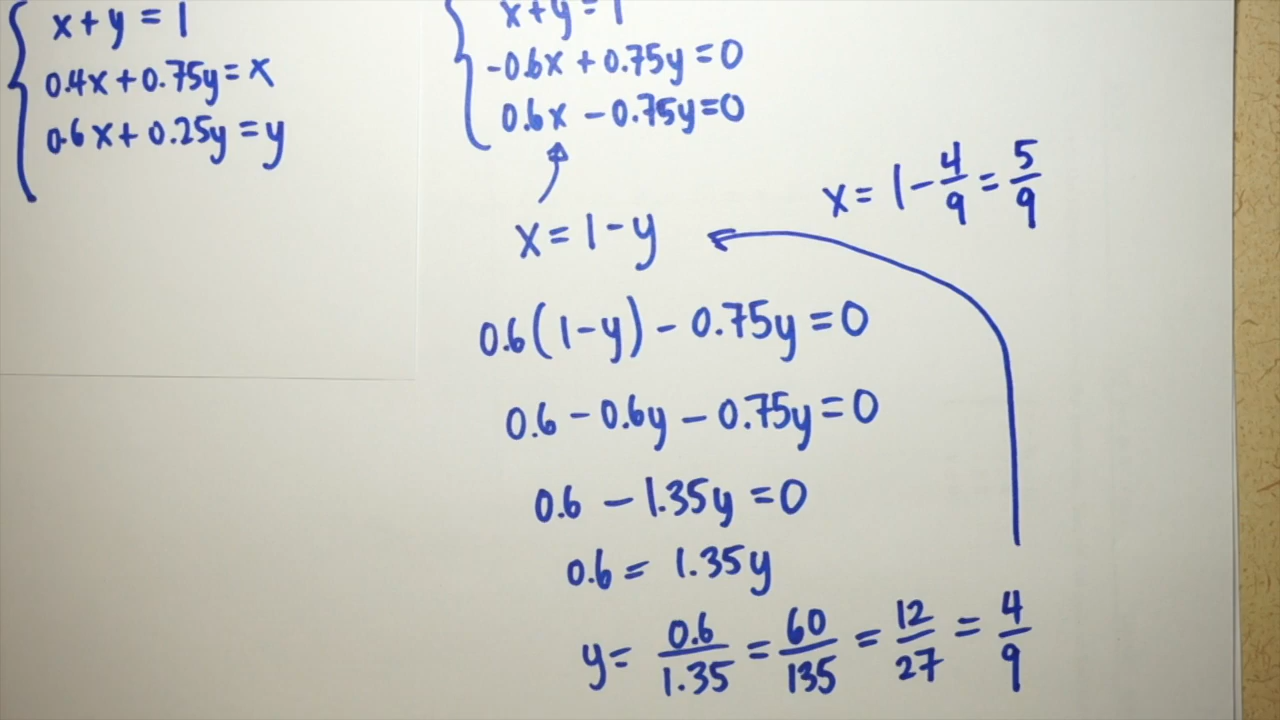 x + y = 1
0.4x + 0.75y = x
0.6x + 0.25y = y
x + y = 1
-0.6x + 0.75y = 0
0.6x - 0.75y = 0
x = 1 - y
x = 1 - 4/9 = 5/9
0.6(1 - y) - 0.75y = 0
0.6 - 0.6y - 0.75y = 0
0.6 - 1.35y = 0
0.6 = 1.35y
y = 0.6/1.35 = 60/135 = 12/27 = 4/9